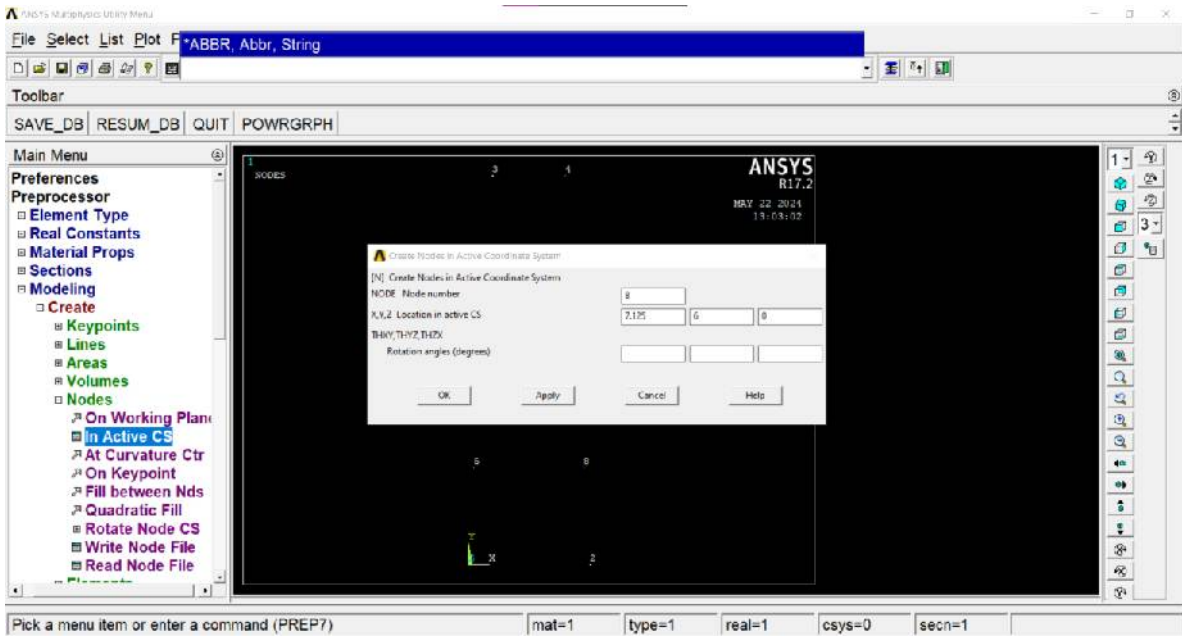 ANSYS Multiphysics Utility Menu
File Select List Plot P
*ABBR, Abbr, String
Toolbar
SAVE_DB RESUM_DB QUIT POWRGRPH
Main Menu
Preferences
Preprocessor
Element Type
Real Constants
Material Props
Sections
Modeling
Create
Keypoints
Lines
Areas
Volumes
Nodes
On Working Plane
In Active CS
At Curvature Ctr
On Keypoint
Fill between Nds
Quadratic Fill
Rotate Node CS
Write Node File
Read Node File
Elements
1
NODES
3 4
ANSYS
R17.2
MAY 22 2024
13:03:02
Create Nodes in Active Coordinate System
[N] Create Nodes in Active Coordinate System
NODE Node number
8
X,Y,Z Location in active CS
7.125 6 0
THXY,THYZ,THZX
Rotation angles (degrees)
OK Apply Cancel Help
8
Y
X
2
1
3
Pick a menu item or enter a command (PREP7)
mat=1 type=1 real=1 csys=0 secn=1